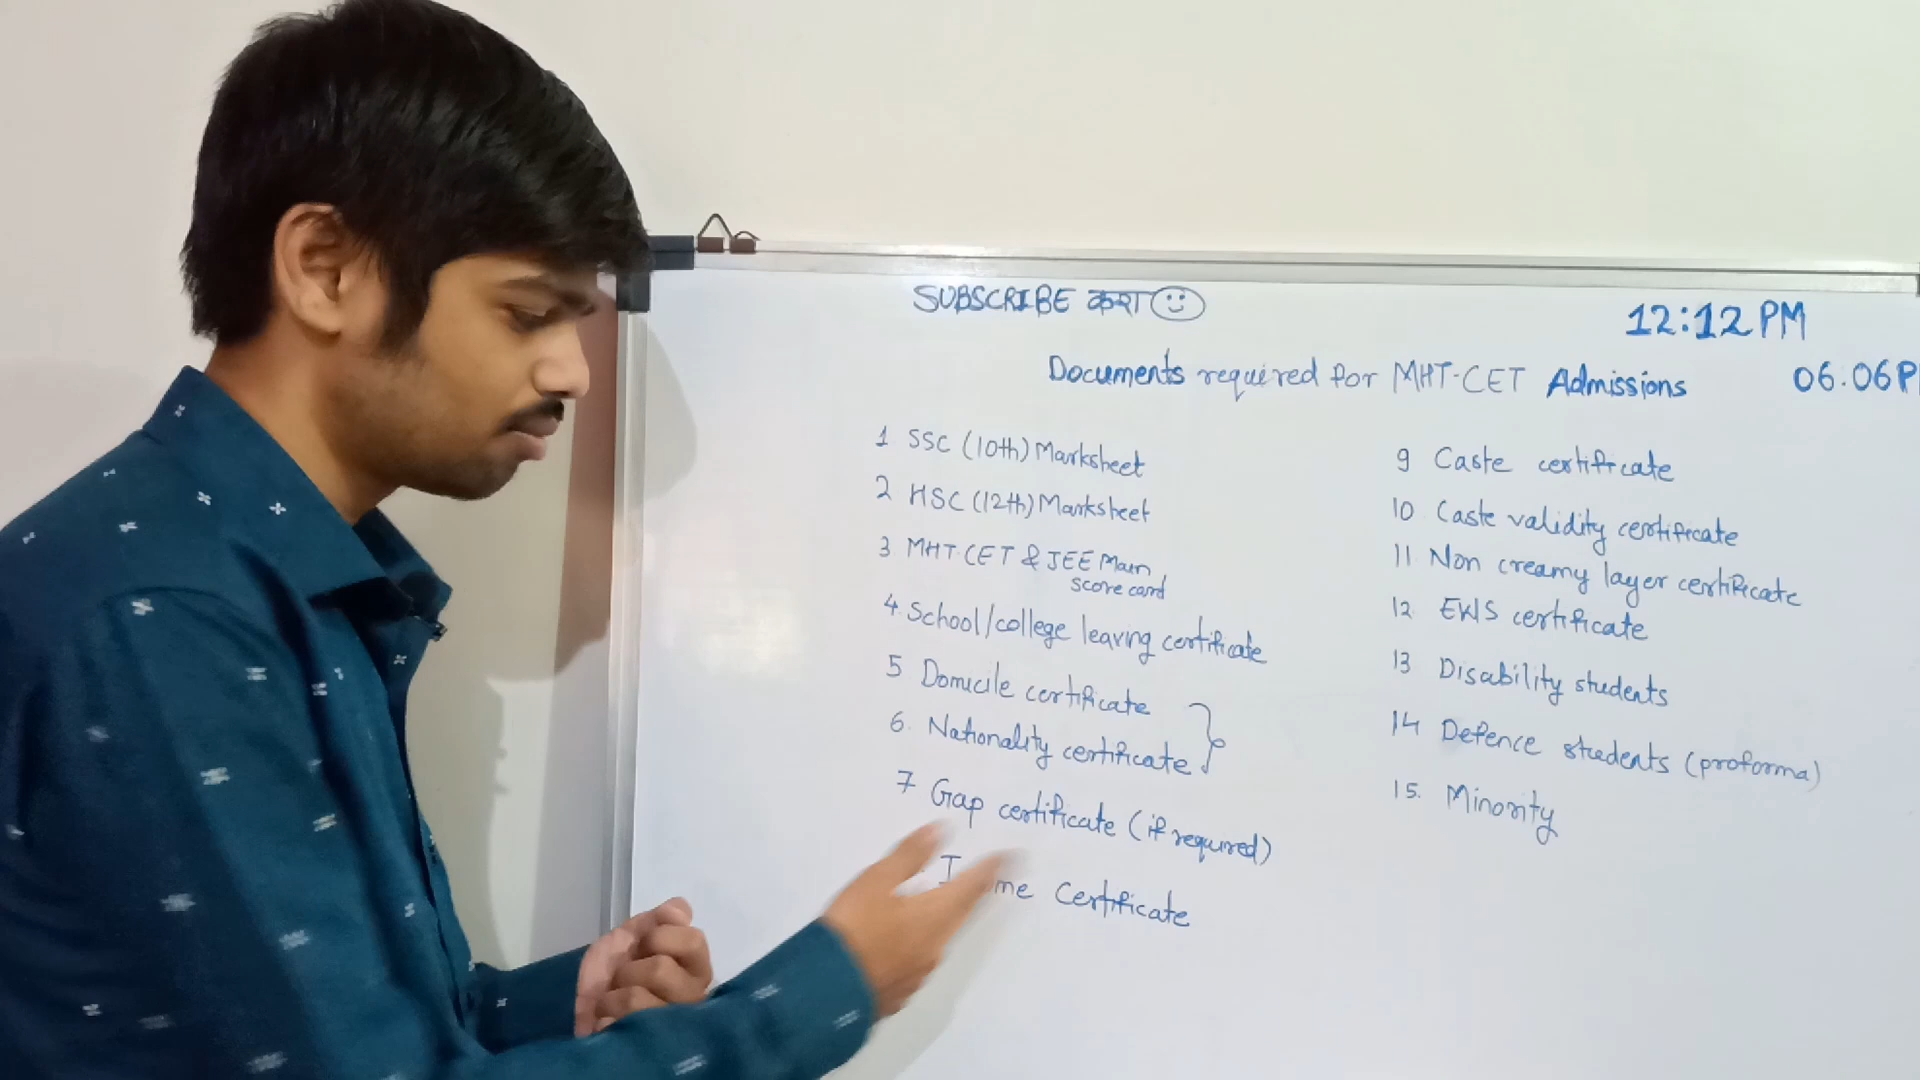 SUBSCRIBE करा
12:12 PM
Documents required for MHT-CET Admissions
06.06P
1 SSC (10th) Marksheet
2 HSC (12th) Marksheet
3 MHT-CET & JEE Main
score card
4. School/college leaving certificate
5 Domicile certificate
6. Nationality certificate
7 Gap certificate (if required)
Certificate
9 Caste certificate
10 Caste validity certificate
11 Non creamy layer certificate
12 EWS certificate
13 Disability students
14 Defence students (proforma)
15. Minority